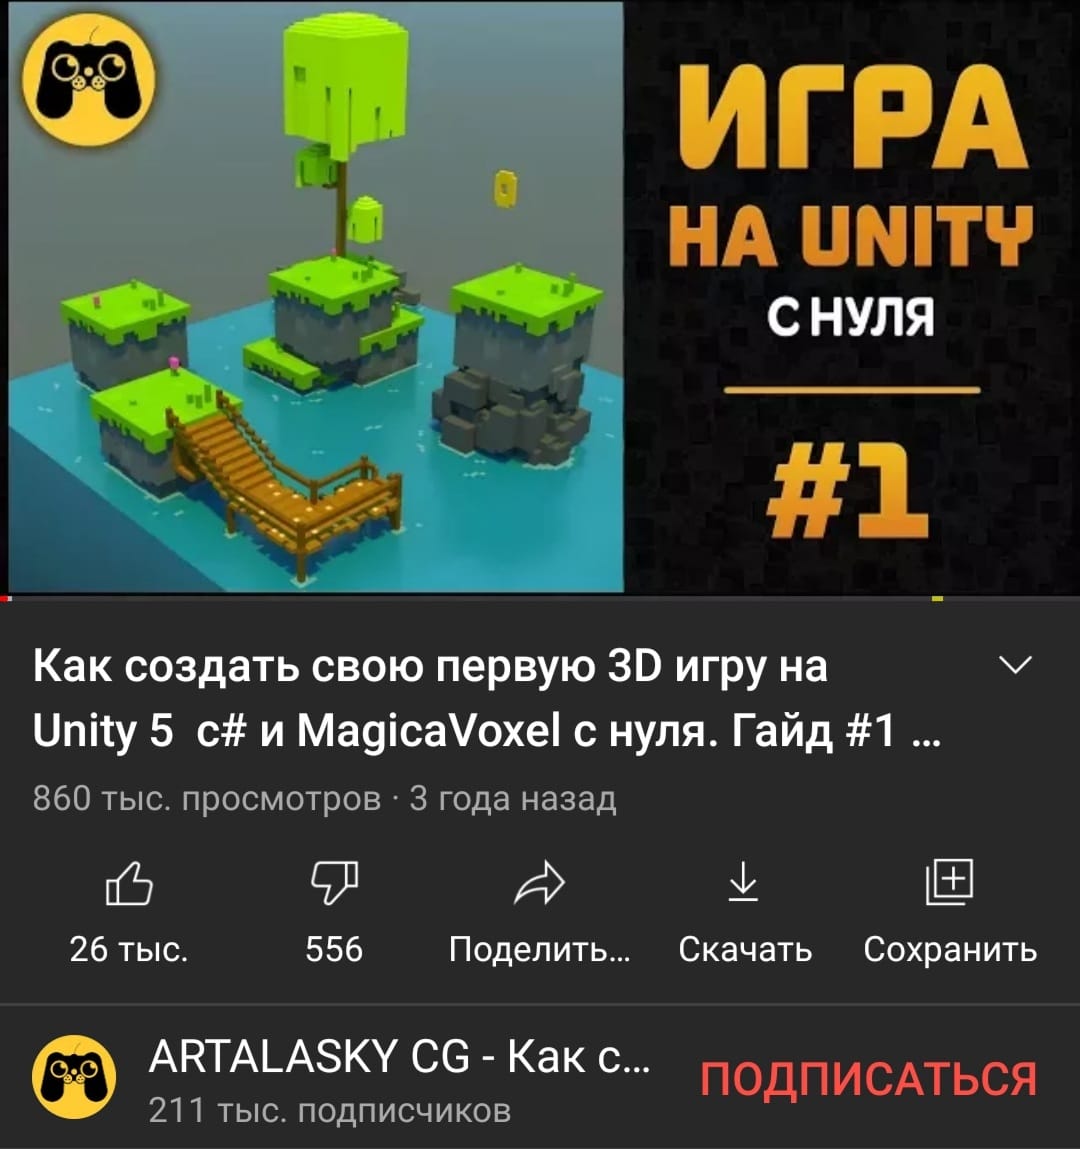 ИГРА
НА UNITY
С НУЛЯ
#1
Как создать свою первую 3D игру на
Unity 5 c# и MagicaVoxel с нуля. Гайд #1 ...
860 тыс. просмотров · 3 года назад
26 тыс.
556
Поделить...
Скачать
Сохранить
ARTALASKY CG - Как с...
ПОДПИСАТЬСЯ
211 тыс. подписчиков